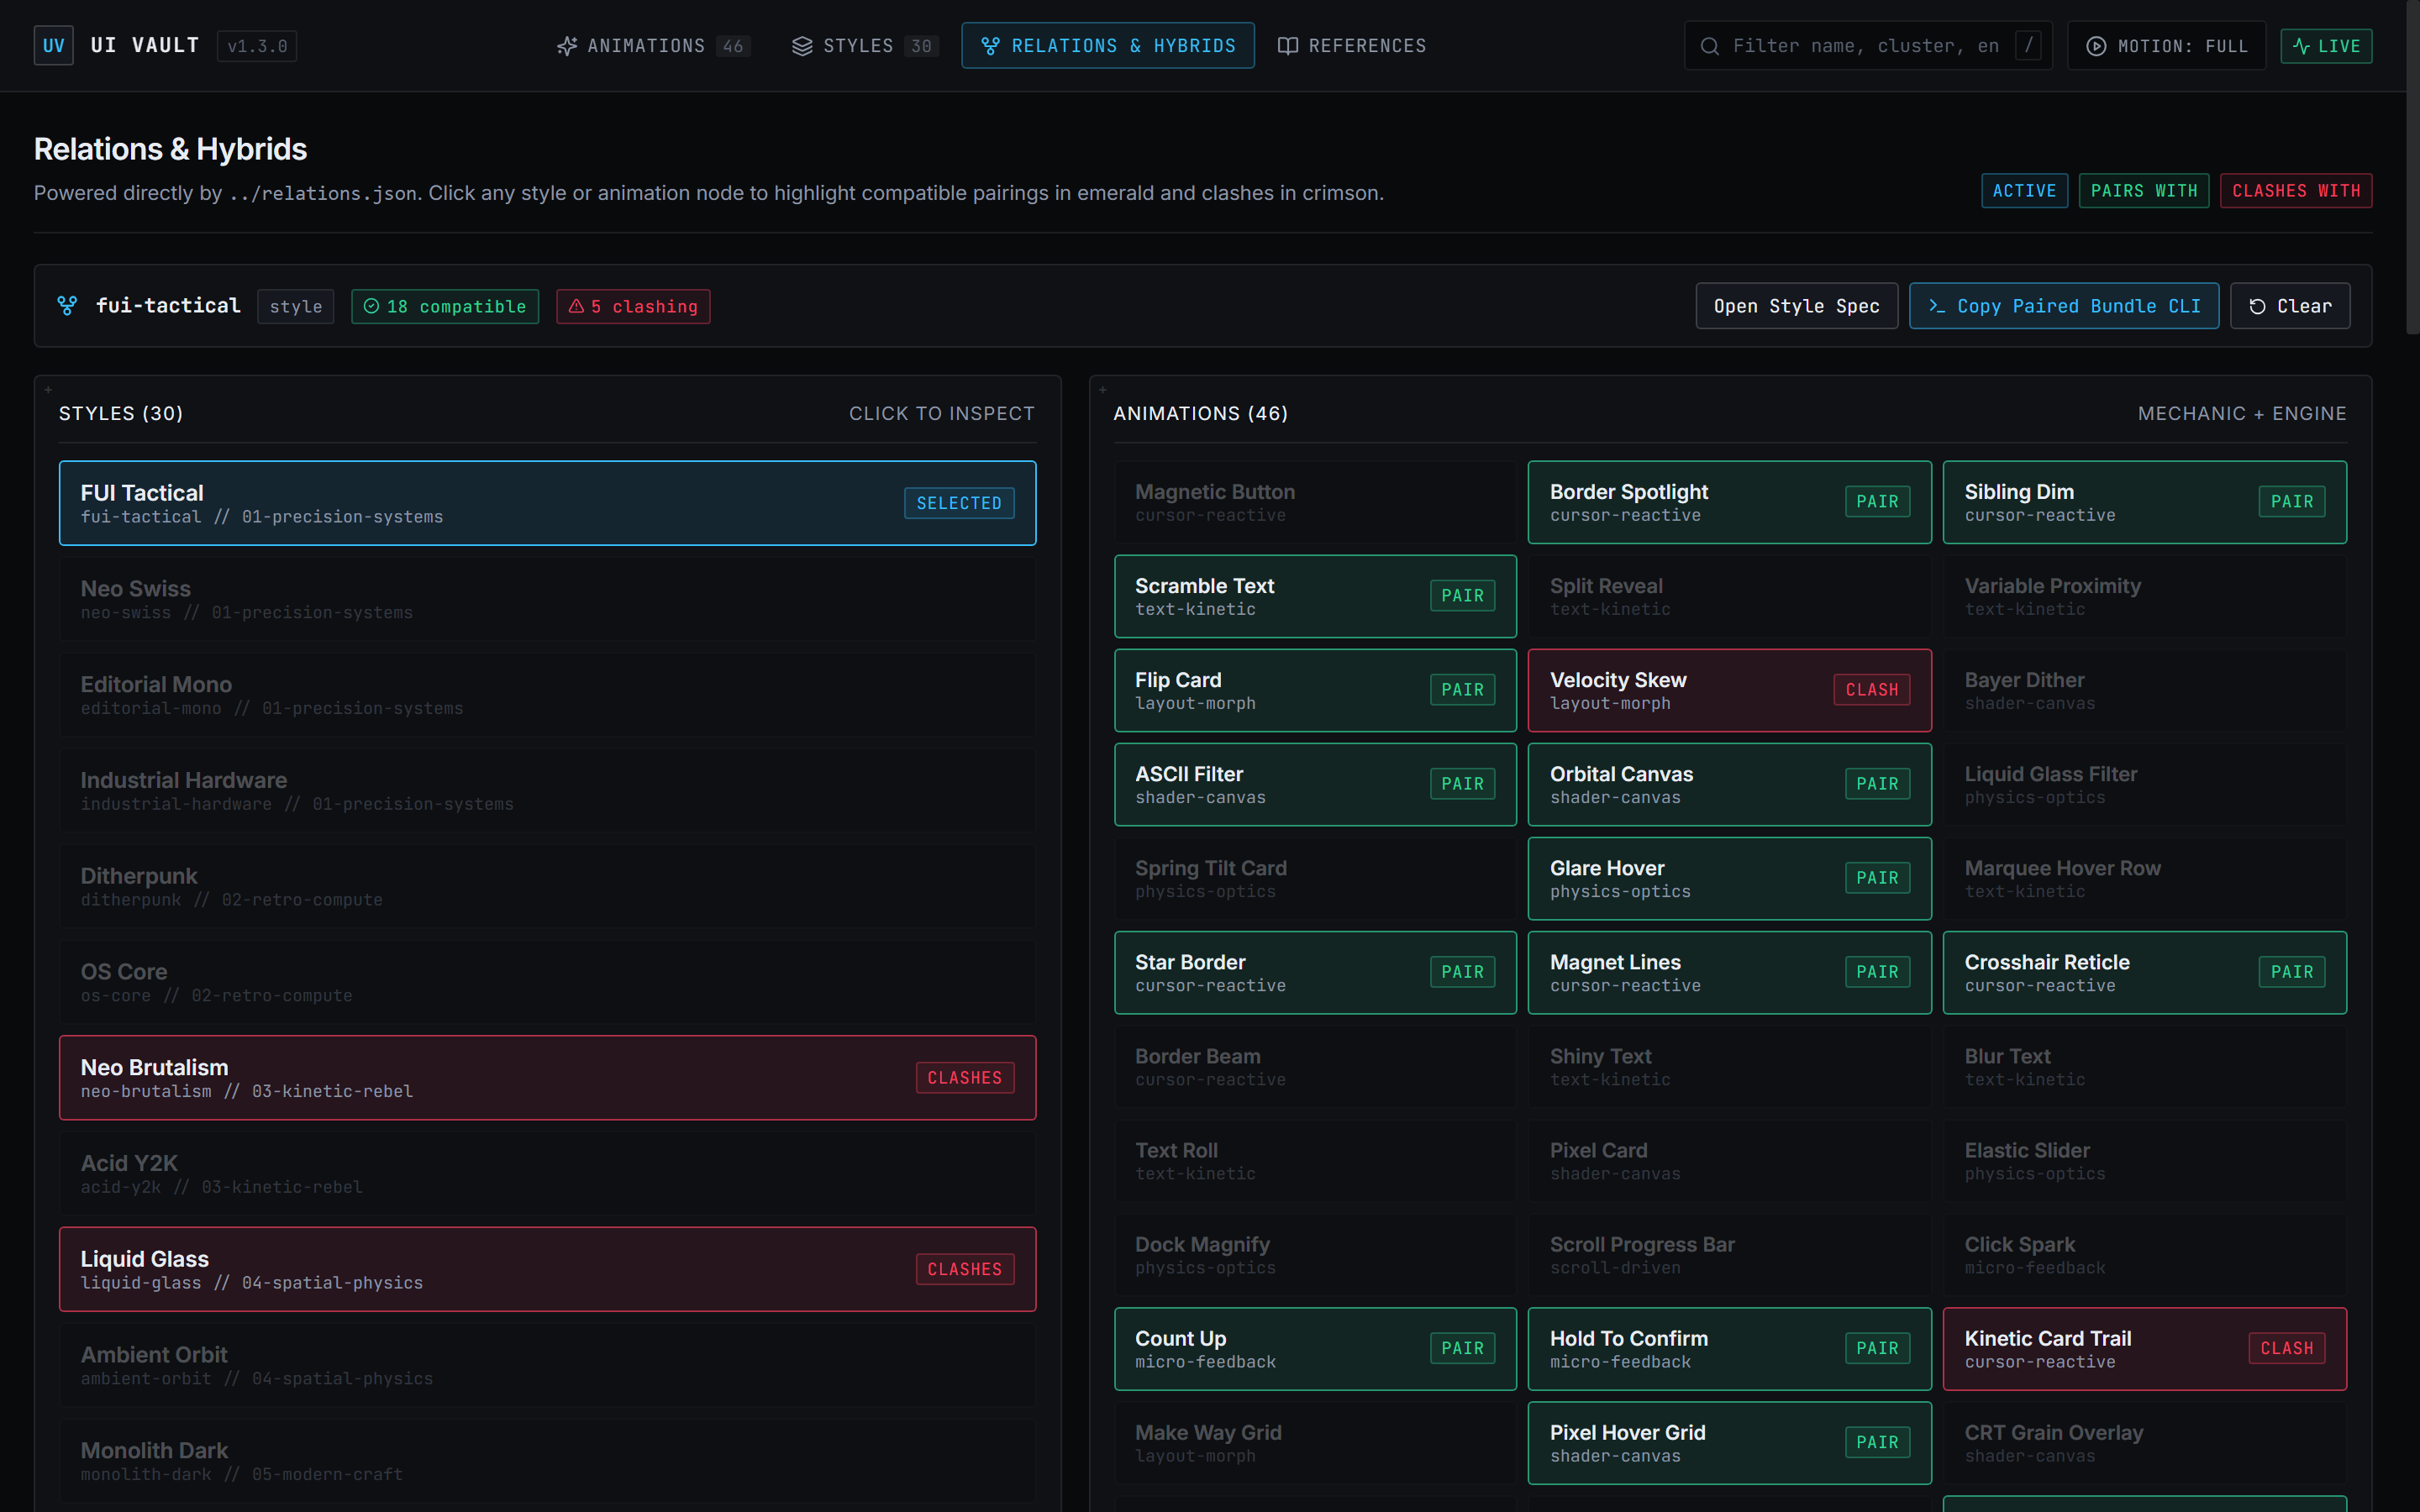 UV UI VAULT v1.3.0
ANIMATIONS 46
STYLES 30
RELATIONS & HYBRIDS
REFERENCES
Filter name, cluster, en /
MOTION: FULL
LIVE
Relations & Hybrids
Powered directly by ../relations.json. Click any style or animation node to highlight compatible pairings in emerald and clashes in crimson.
ACTIVE
PAIRS WITH
CLASHES WITH
fui-tactical style 18 compatible 5 clashing
Open Style Spec
>_ Copy Paired Bundle CLI
Clear
STYLES (30) CLICK TO INSPECT
FUI Tactical
fui-tactical // 01-precision-systems
SELECTED
Neo Swiss
neo-swiss // 01-precision-systems
Editorial Mono
editorial-mono // 01-precision-systems
Industrial Hardware
industrial-hardware // 01-precision-systems
Ditherpunk
ditherpunk // 02-retro-compute
OS Core
os-core // 02-retro-compute
Neo Brutalism
neo-brutalism // 03-kinetic-rebel
CLASHES
Acid Y2K
acid-y2k // 03-kinetic-rebel
Liquid Glass
liquid-glass // 04-spatial-physics
CLASHES
Ambient Orbit
ambient-orbit // 04-spatial-physics
Monolith Dark
monolith-dark // 05-modern-craft
ANIMATIONS (46) MECHANIC + ENGINE
Magnetic Button
cursor-reactive
Border Spotlight
cursor-reactive
PAIR
Sibling Dim
cursor-reactive
PAIR
Scramble Text
text-kinetic
PAIR
Split Reveal
text-kinetic
Variable Proximity
text-kinetic
Flip Card
layout-morph
PAIR
Velocity Skew
layout-morph
CLASH
Bayer Dither
shader-canvas
ASCII Filter
shader-canvas
PAIR
Orbital Canvas
shader-canvas
PAIR
Liquid Glass Filter
physics-optics
Spring Tilt Card
physics-optics
Glare Hover
physics-optics
PAIR
Marquee Hover Row
text-kinetic
Star Border
cursor-reactive
PAIR
Magnet Lines
cursor-reactive
PAIR
Crosshair Reticle
cursor-reactive
PAIR
Border Beam
cursor-reactive
Shiny Text
text-kinetic
Blur Text
text-kinetic
Text Roll
text-kinetic
Pixel Card
shader-canvas
Elastic Slider
physics-optics
Dock Magnify
physics-optics
Scroll Progress Bar
scroll-driven
Click Spark
micro-feedback
Count Up
micro-feedback
PAIR
Hold To Confirm
micro-feedback
PAIR
Kinetic Card Trail
cursor-reactive
CLASH
Make Way Grid
layout-morph
Pixel Hover Grid
shader-canvas
PAIR
CRT Grain Overlay
shader-canvas